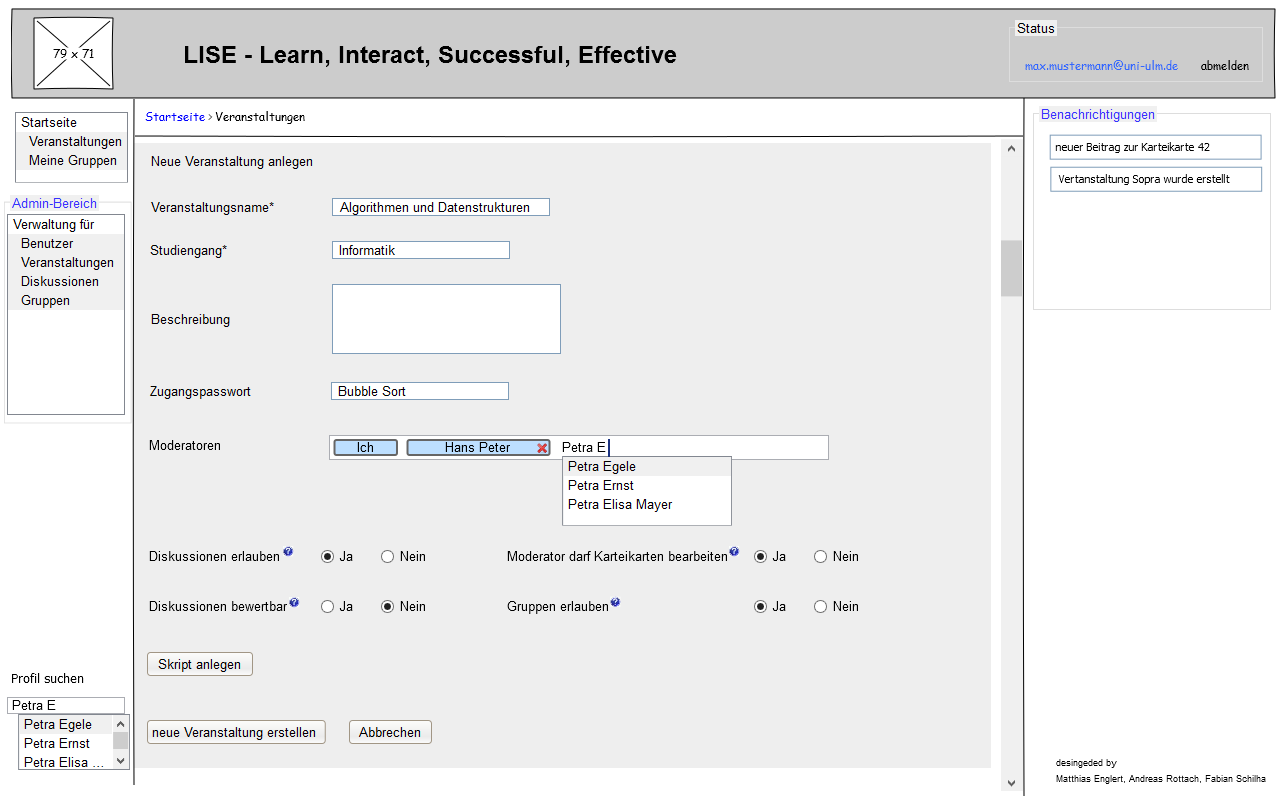 79 x 71
LISE - Learn, Interact, Successful, Effective
Status
max.mustermann@uni-ulm.de abmelden
Startseite
Veranstaltungen
Meine Gruppen
Admin-Bereich
Verwaltung für
Benutzer
Veranstaltungen
Diskussionen
Gruppen
Profil suchen
Petra E
Petra Egele
Petra Ernst
Petra Elisa ...
Startseite > Veranstaltungen
Neue Veranstaltung anlegen
Veranstaltungsname* Algorithmen und Datenstrukturen
Studiengang* Informatik
Beschreibung
Zugangspasswort Bubble Sort
Moderatoren Ich Hans Peter Petra E
Petra Egele
Petra Ernst
Petra Elisa Mayer
Diskussionen erlauben ? Ja Nein Moderator darf Karteikarten bearbeiten ? Ja Nein
Diskussionen bewertbar ? Ja Nein Gruppen erlauben ? Ja Nein
Skript anlegen
neue Veranstaltung erstellen Abbrechen
Benachrichtigungen
neuer Beitrag zur Karteikarte 42
Vertanstaltung Sopra wurde erstellt
desingeded by
Matthias Englert, Andreas Rottach, Fabian Schilha